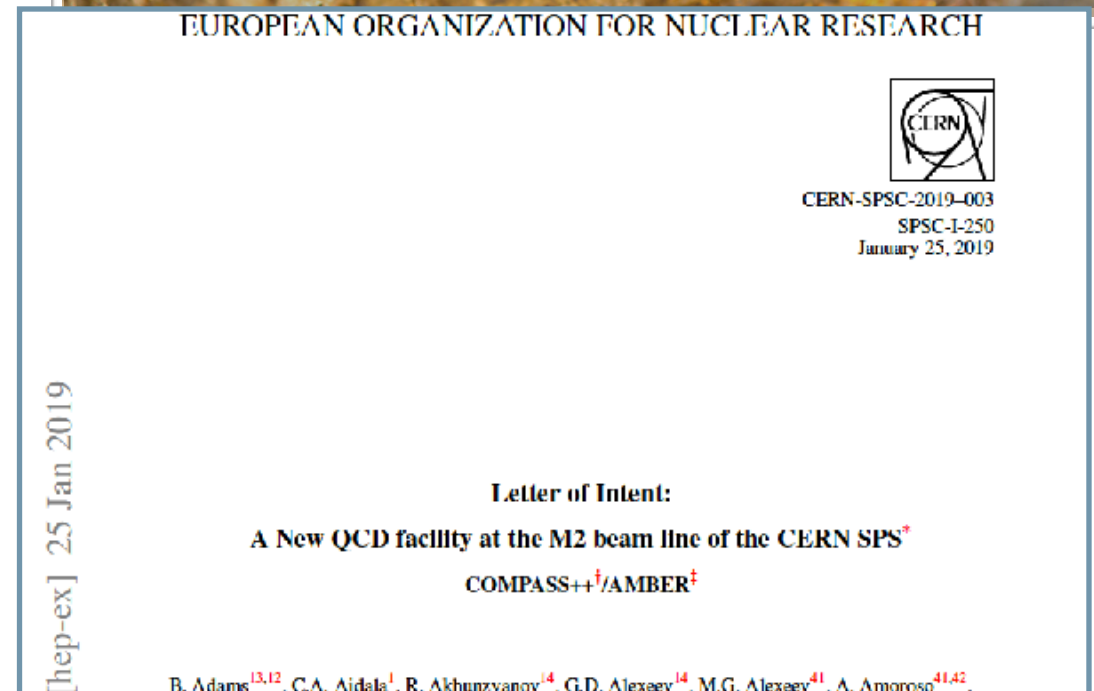 EUROPEAN ORGANIZATION FOR NUCLEAR RESEARCH
CERN
CERN-SPSC-2019-003
SPSC-I-250
January 25, 2019
[hep-ex] 25 Jan 2019
Letter of Intent:
A New QCD facility at the M2 beam line of the CERN SPS*
COMPASS++†/AMBER‡
B. Adams13,12, C.A. Aidala1, R. Akhunzyanov14, G.D. Alexeev14, M.G. Alexeev41, A. Amoroso41,42,